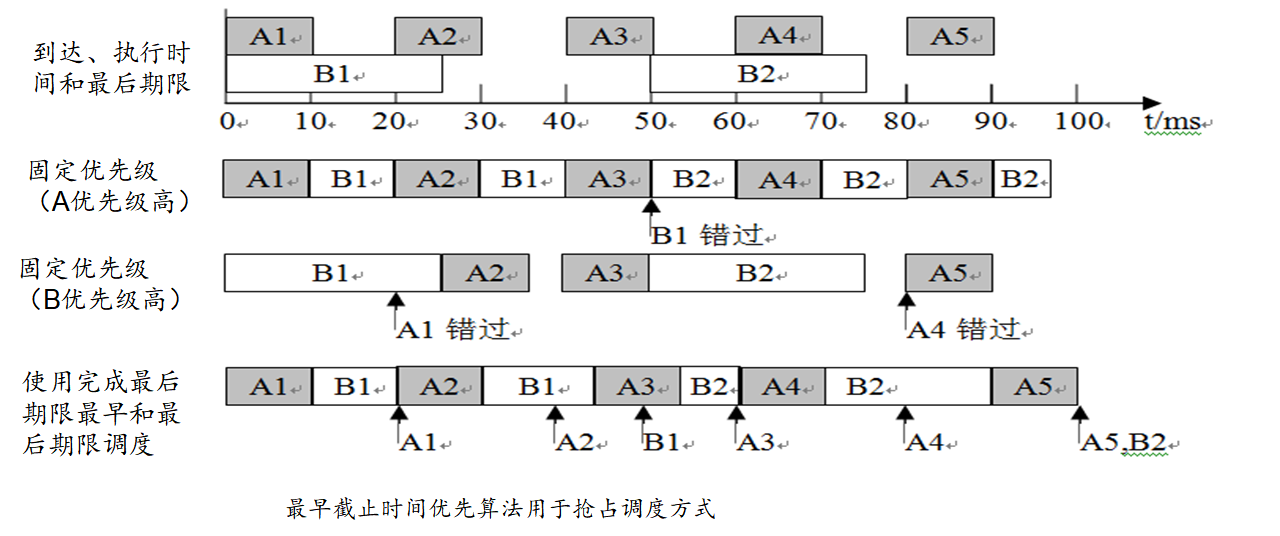 A1 A2 A3 A4 A5
到达、执行时
间和最后期限
B1 B2
0 10 20 30 40 50 60 70 80 90 100 t/ms
固定优先级
（A优先级高）
A1 B1 A2 B1 A3 B2 A4 B2 A5 B2
B1 错过
固定优先级
（B优先级高）
B1 A2 A3 B2 A5
A1 错过 A4 错过
使用完成最后
期限最早和最
后期限调度
A1 B1 A2 B1 A3 B2 A4 B2 A5
A1 A2 B1 A3 A4 A5,B2
最早截止时间优先算法用于抢占调度方式